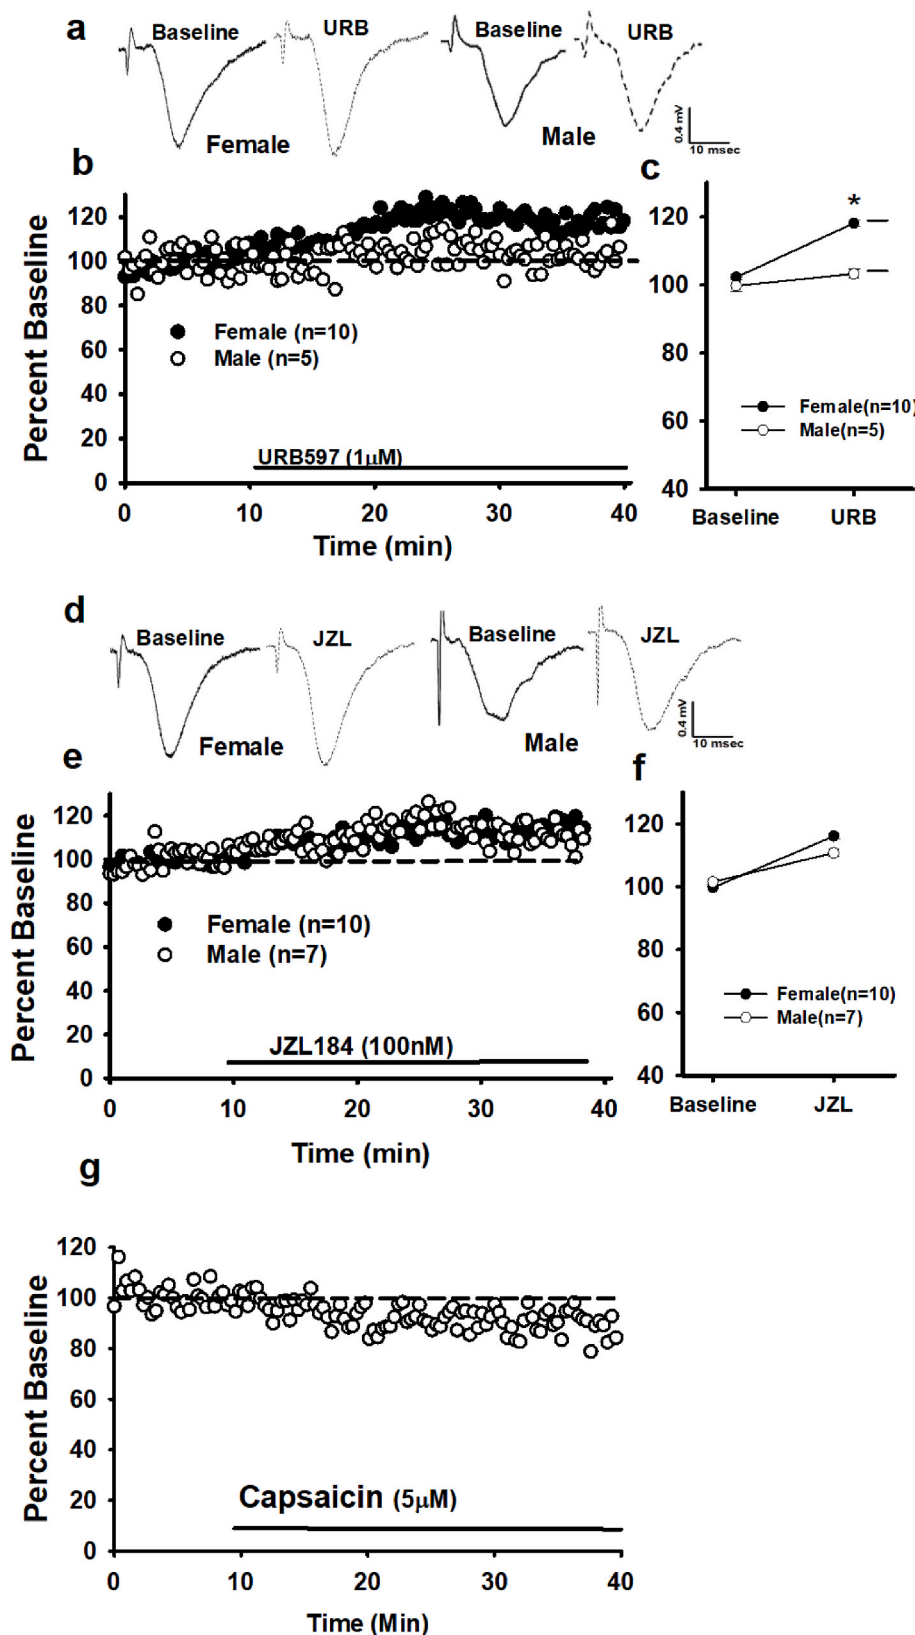 a
Baseline
URB
Baseline
URB
Female
Male
0.4 mV
10 msec
b
Percent Baseline
120
100
80
60
40
20
0
Female (n=10)
Male (n=5)
URB597 (1μM)
0
10
20
30
40
Time (min)
c
120
100
80
60
40
*
Female(n=10)
Male(n=5)
Baseline
URB
d
Baseline
JZL
Baseline
JZL
Female
Male
0.4 mV
10 msec
e
Percent Baseline
120
100
80
60
40
20
0
Female (n=10)
Male (n=7)
JZL184 (100nM)
0
10
20
30
40
Time (min)
f
120
100
80
60
40
Female(n=10)
Male(n=7)
Baseline
JZL
g
Percent Baseline
120
100
80
60
40
20
0
Capsaicin (5μM)
0
10
20
30
40
Time (Min)